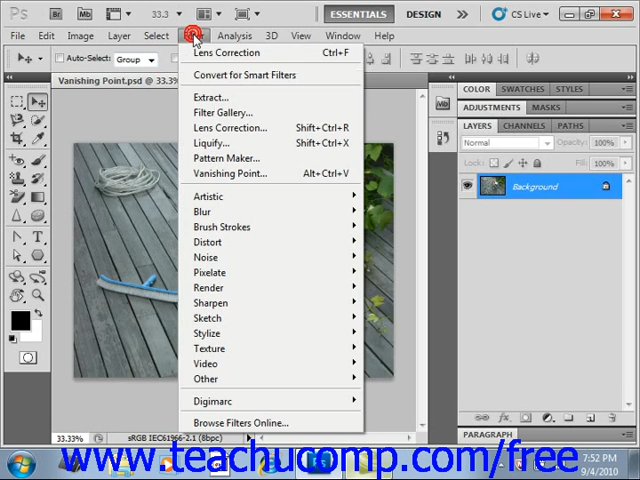 Br Mb 33.3 ESSENTIALS DESIGN >> CS Live
File Edit Image Layer Select Analysis 3D View Window Help
Auto-Select: Group
Vanishing Point.psd @ 33.3
Lens Correction Ctrl+F
Convert for Smart Filters
Extract...
Filter Gallery...
Lens Correction... Shift+Ctrl+R
Liquify... Shift+Ctrl+X
Pattern Maker...
Vanishing Point... Alt+Ctrl+V
Artistic
Blur
Brush Strokes
Distort
Noise
Pixelate
Render
Sharpen
Sketch
Stylize
Texture
Video
Other
Digimarc
Browse Filters Online...
COLOR SWATCHES STYLES
ADJUSTMENTS MASKS
LAYERS CHANNELS PATHS
Normal Opacity: 100%
Lock: Fill: 100%
Background
PARAGRAPH
33.33% sRGB IEC61966-2.1 (8bpc)
www.teachucomp.com/free
7:52 PM
9/4/2010